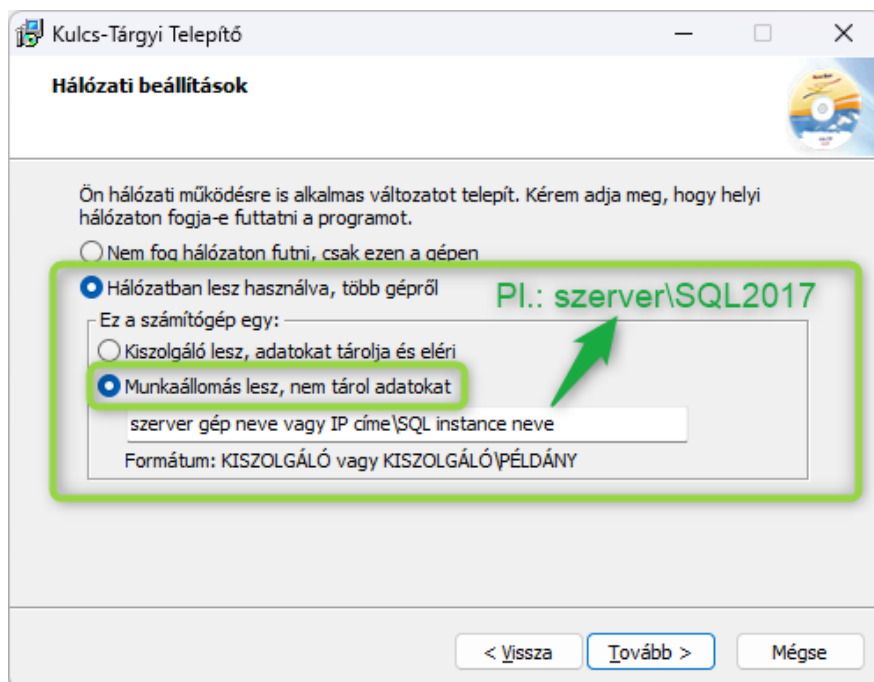 Kulcs-Tárgyi Telepítő
Hálózati beállítások
Ön hálózati működésre is alkalmas változatot telepít. Kérem adja meg, hogy helyi
hálózaton fogja-e futtatni a programot.
Nem fog hálózaton futni, csak ezen a gépen
Hálózatban lesz használva, több gépről
Pl.: szerver\SQL2017
Ez a számítógép egy:
Kiszolgáló lesz, adatokat tárolja és eléri
Munkaállomás lesz, nem tárol adatokat
szerver gép neve vagy IP címe\SQL instance neve
Formátum: KISZOLGÁLÓ vagy KISZOLGÁLÓ\PÉLDÁNY
< Vissza
Tovább >
Mégse